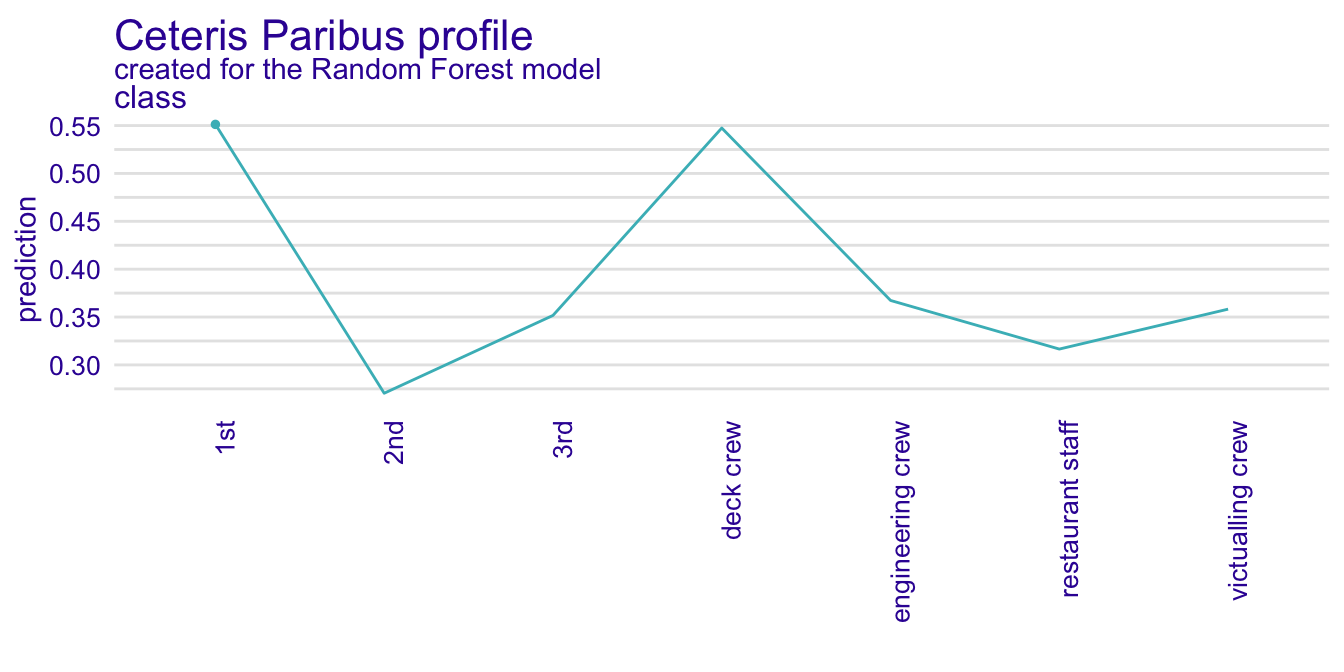 Ceteris Paribus profile
created for the Random Forest model
class
prediction
0.55
0.50
0.45
0.40
0.35
0.30
1st
2nd
3rd
deck crew
engineering crew
restaurant staff
victualling crew